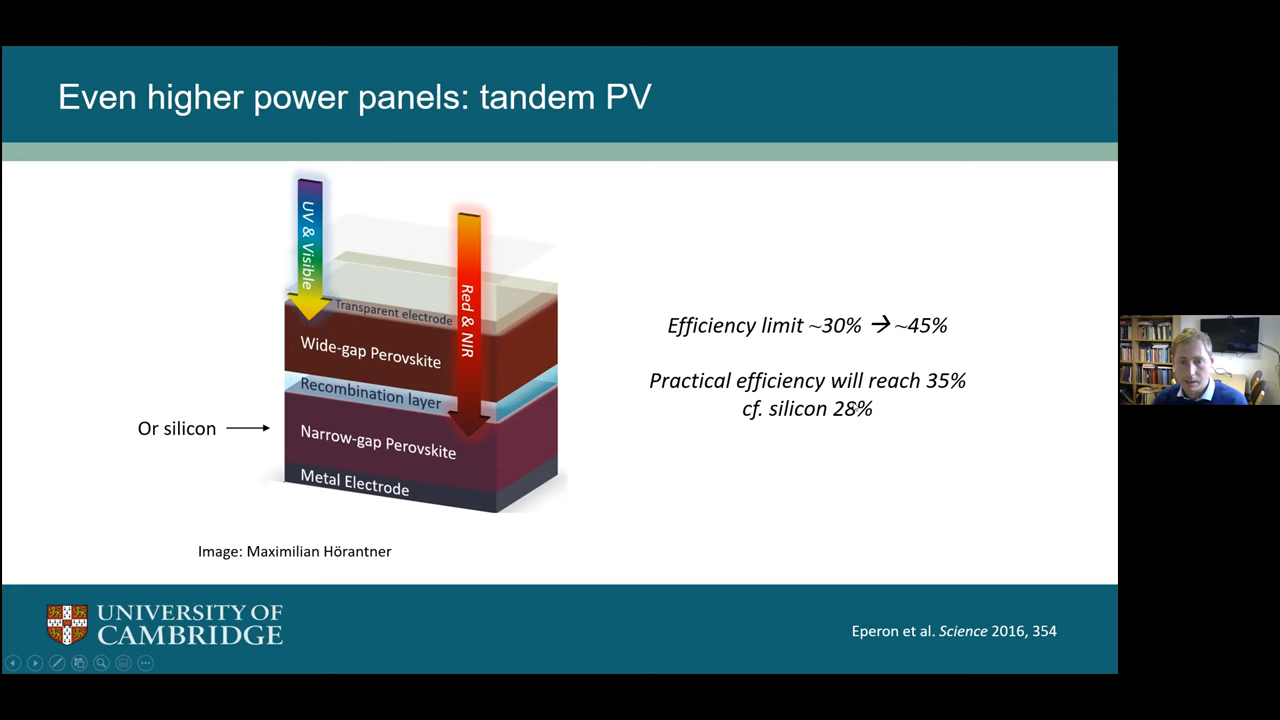 Even higher power panels: tandem PV
UV & Visible
Red & NIR
Transparent electrode
Wide-gap Perovskite
Recombination layer
Or silicon
Narrow-gap Perovskite
Metal Electrode
Image: Maximilian Hörantner
Efficiency limit ~30% → ~45%
Practical efficiency will reach 35%
cf. silicon 28%
UNIVERSITY OF
CAMBRIDGE
Eperon et al. Science 2016, 354